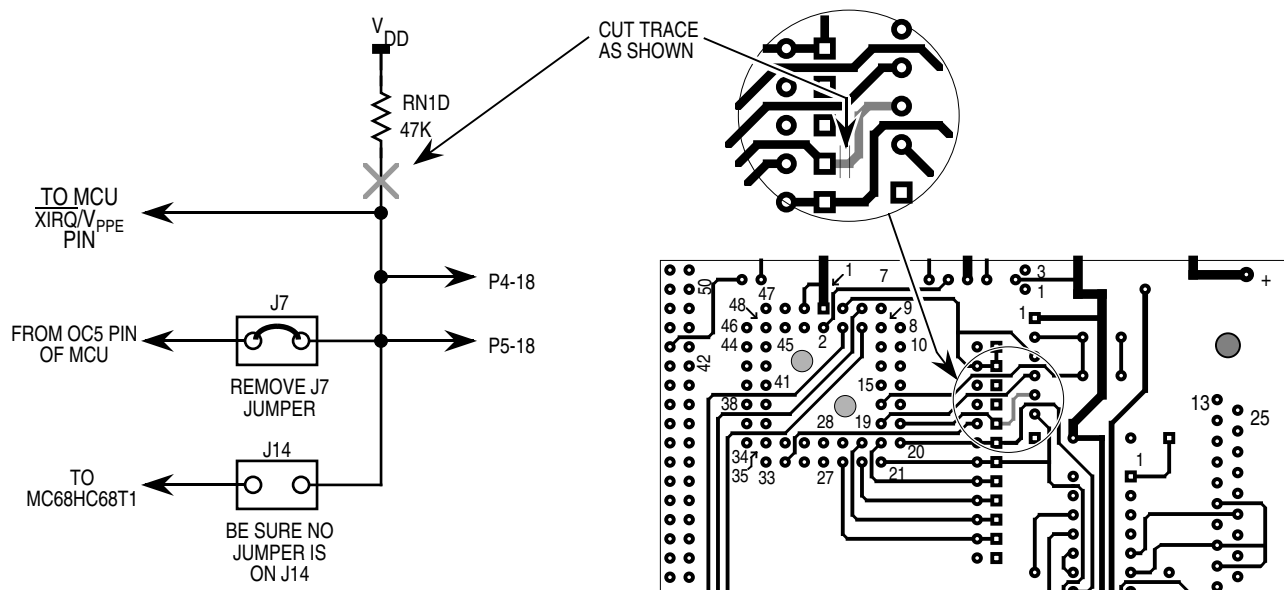 V
DD
RN1D
47K
CUT TRACE
AS SHOWN
TO MCU
XIRQ/V
PPE
PIN
P4-18
J7
FROM OC5 PIN
OF MCU
P5-18
REMOVE J7
JUMPER
J14
TO
MC68HC68T1
BE SURE NO
JUMPER IS
ON J14
50
47
1
7
3
+
48
9
1
1
46
45
2
8
44
10
42
41
15
38
13
25
28
19
34
20
1
35
33
27
21